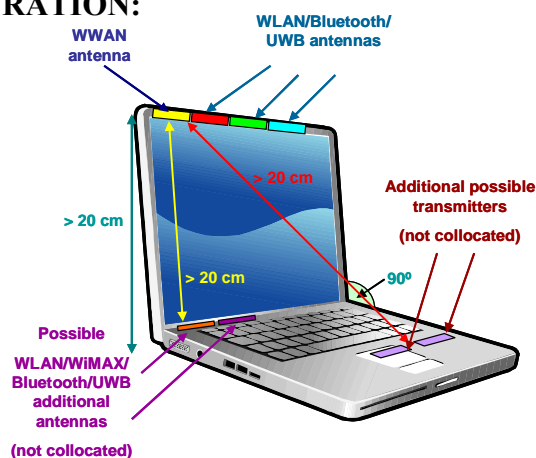 RATION:
WWAN
antenna
WLAN/Bluetooth/
UWB antennas
> 20 cm
> 20 cm
> 20 cm
Additional possible
transmitters
(not collocated)
90º
Possible
WLAN/WiMAX/
Bluetooth/UWB
additional
antennas
(not collocated)